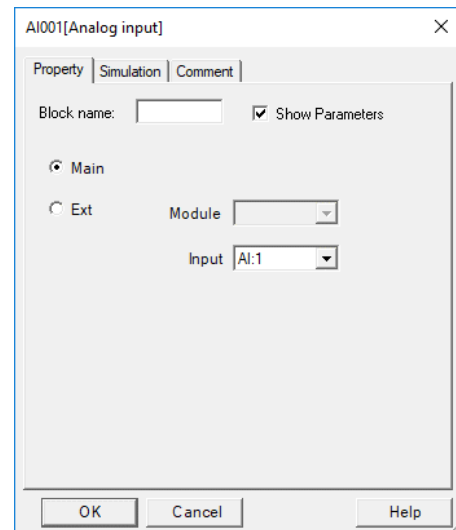 AI001[Analog input]
Property Simulation Comment
Block name: Show Parameters
Main
Ext Module
Input AI:1
OK Cancel Help